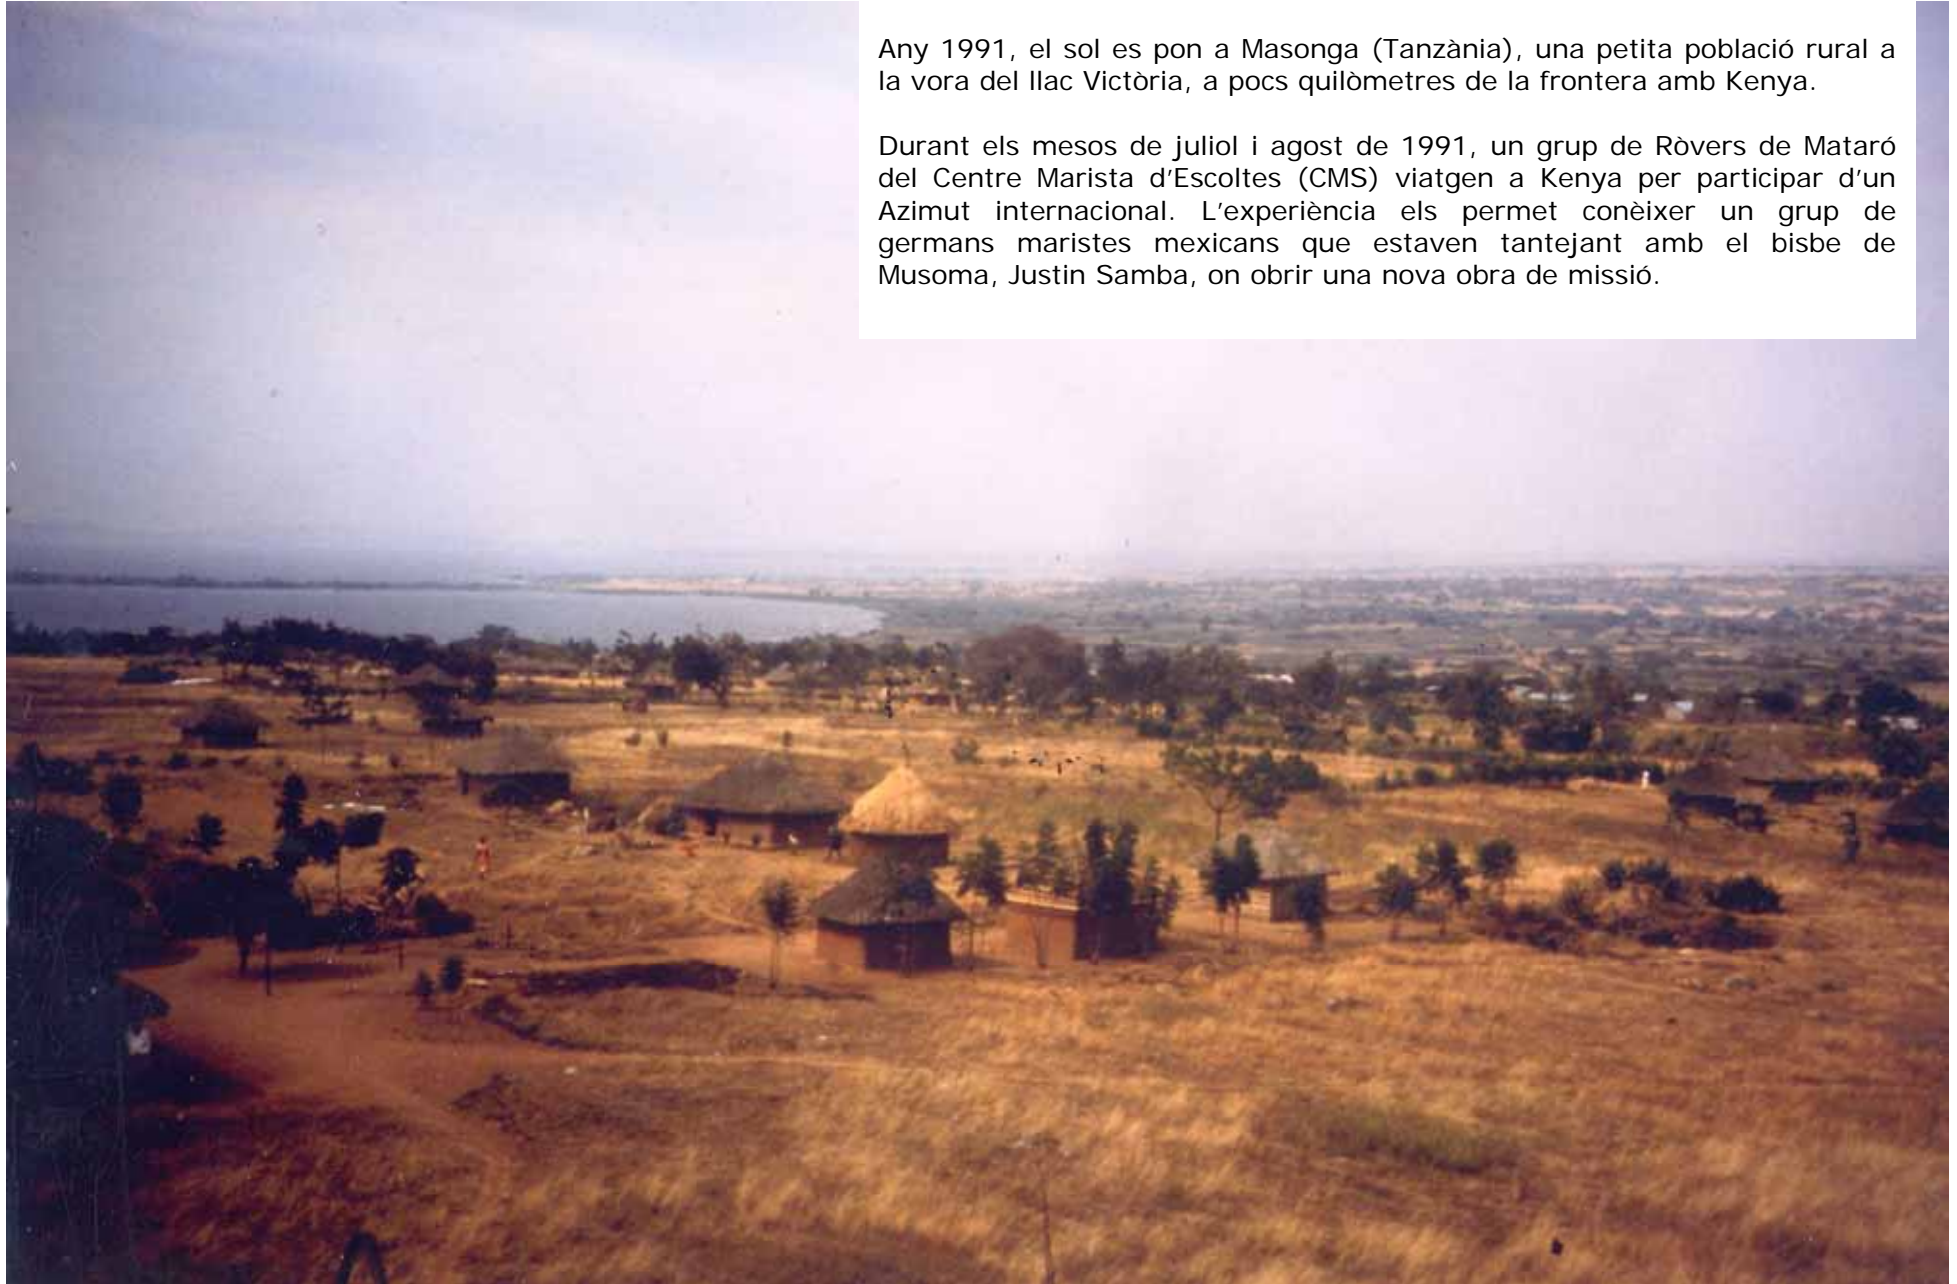 Any 1991, el sol es pon a Masonga (Tanzània), una petita població rural a
la vora del llac Victòria, a pocs quilòmetres de la frontera amb Kenya.
Durant els mesos de juliol i agost de 1991, un grup de Ròvers de Mataró
del Centre Marista d'Escoltes (CMS) viatgen a Kenya per participar d'un
Azimut internacional. L'experiència els permet conèixer un grup de
germans maristes mexicans que estaven tantejant amb el bisbe de
Musoma, Justin Samba, on obrir una nova obra de missió.